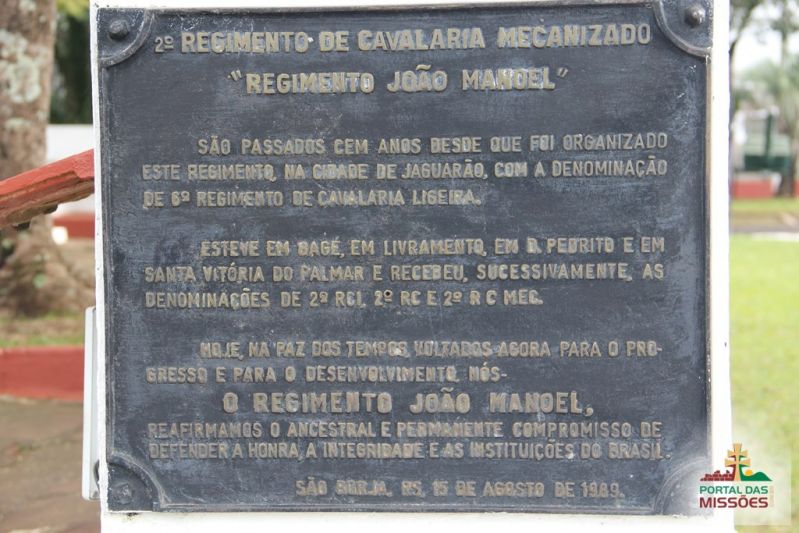 2º REGIMENTO DE CAVALARIA MECANIZADO
"REGIMENTO JOÃO MANOEL"
SÃO PASSADOS CEM ANOS DESDE QUE FOI ORGANIZADO
ESTE REGIMENTO, NA CIDADE DE JAGUARÃO, COM A DENOMINAÇÃO
DE 6º REGIMENTO DE CAVALARIA LIGEIRA.
ESTEVE EM BAGÉ, EM LIVRAMENTO, EM D. PEDRITO E EM
SANTA VITÓRIA DO PALMAR E RECEBEU, SUCESSIVAMENTE, AS
DENOMINAÇÕES DE 2º RCI, 2º RC E 2º R C MEC.
HOJE, NA PAZ DOS TEMPOS VOLTADOS AGORA PARA O PRO-
GRESSO E PARA O DESENVOLVIMENTO, NÓS-
O REGIMENTO JOÃO MANOEL,
REAFIRMAMOS O ANCESTRAL E PERMANENTE COMPROMISSO DE
DEFENDER A HONRA, A INTEGRIDADE E AS INSTITUIÇÕES DO BRASIL.
SÃO BORJA, RS, 15 DE AGOSTO DE 1989.
PORTAL DAS
MISSÕES